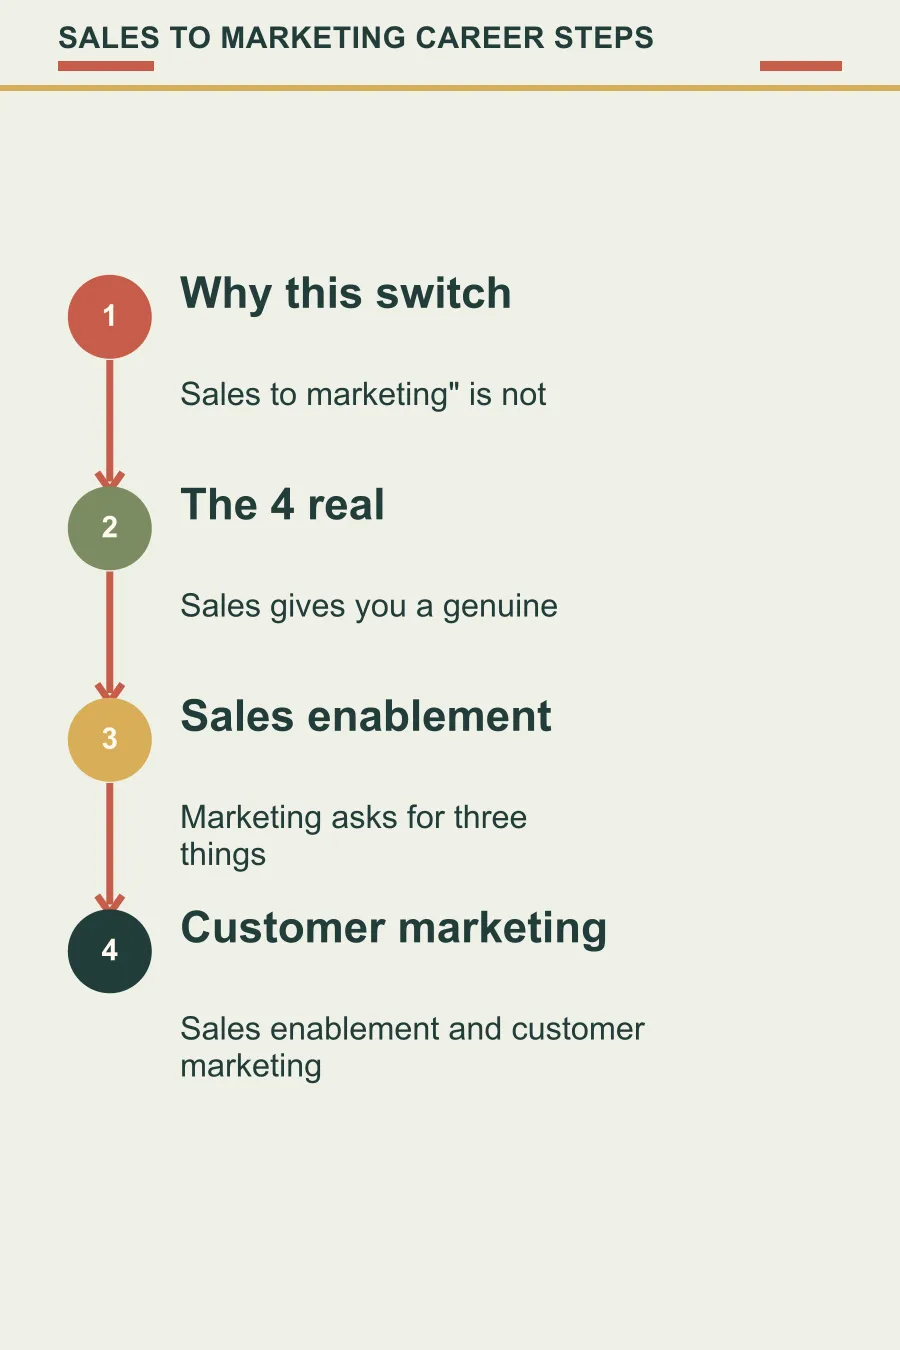 SALES TO MARKETING CAREER STEPS
1
Why this switch
Sales to marketing" is not
2
The 4 real
Sales gives you a genuine
3
Sales enablement
Marketing asks for three
things
4
Customer marketing
Sales enablement and customer
marketing